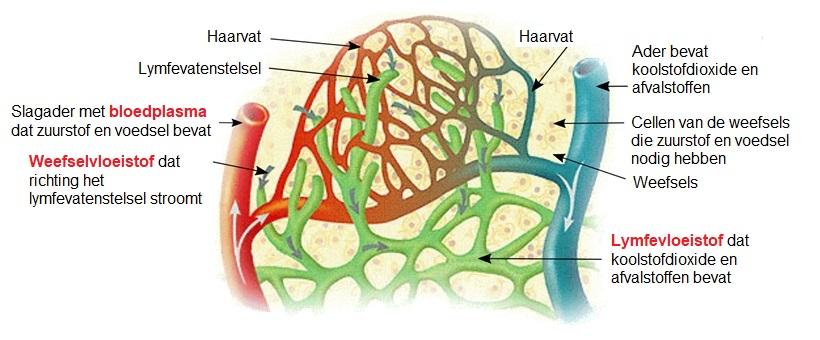 Haarvat
Lymfevatenstelsel
Slagader met bloedplasma
dat zuurstof en voedsel bevat
Weefselvloeistof dat
richting het
lymfevatenstelsel stroomt
Haarvat
Ader bevat
koolstofdioxide en
afvalstoffen
Cellen van de weefsels
die zuurstof en voedsel
nodig hebben
Weefsels
Lymfevloeistof dat
koolstofdioxide en
afvalstoffen bevat